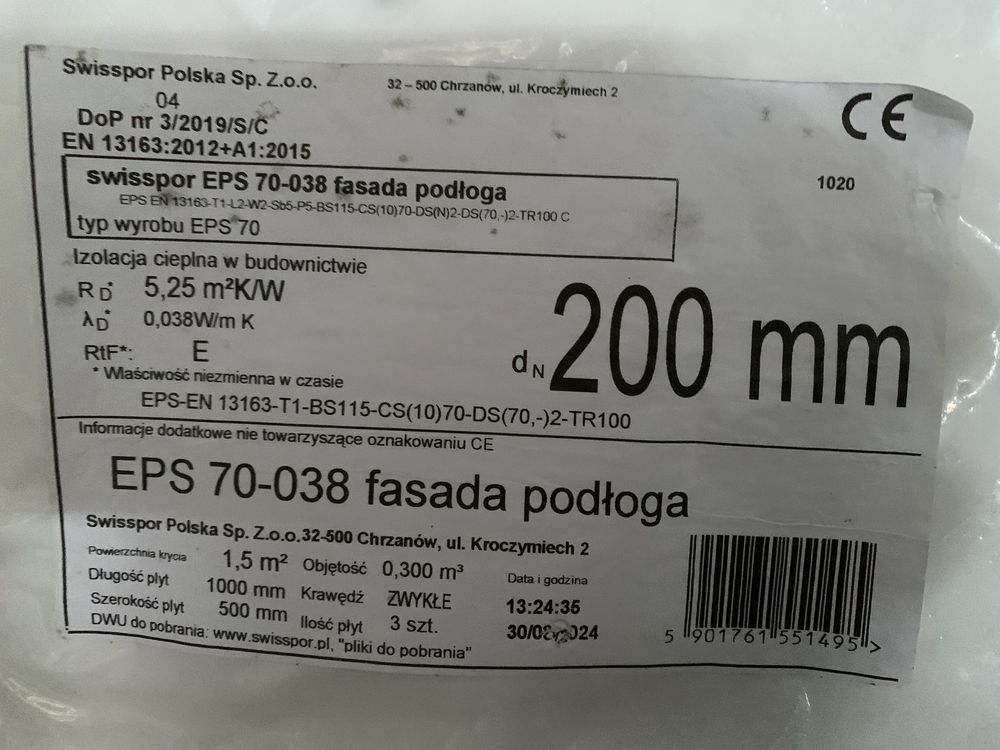 Swisspor Polska Sp. Z.o.o. 32 – 500 Chrzanów, ul. Kroczymiech 2
04
DoP nr 3/2019/S/C
CE
EN 13163:2012+A1:2015
1020
swisspor EPS 70-038 fasada podłoga
EPS EN 13163-T1-L2-W2-Sb5-P5-BS115-CS(10)70-DS(N)2-DS(70,-)2-TR100 C
typ wyrobu EPS 70
Izolacja cieplna w budownictwie
R D* 5,25 m²K/W
λ D* 0,038W/m K
RtF*: E
dN 200 mm
* Właściwość niezmienna w czasie
EPS-EN 13163-T1-BS115-CS(10)70-DS(70,-)2-TR100
Informacje dodatkowe nie towarzyszące oznakowaniu CE
EPS 70-038 fasada podłoga
Swisspor Polska Sp. Z.o.o. 32-500 Chrzanów, ul. Kroczymiech 2
Powierzchnia krycia 1,5 m² Objętość 0,300 m³ Data i godzina
Długość płyt 1000 mm Krawędź ZWYKŁE 13:24:35
Szerokość płyt 500 mm Ilość płyt 3 szt.
DWU do pobrania: www.swisspor.pl, "pliki do pobrania"
5 901761 551495 >